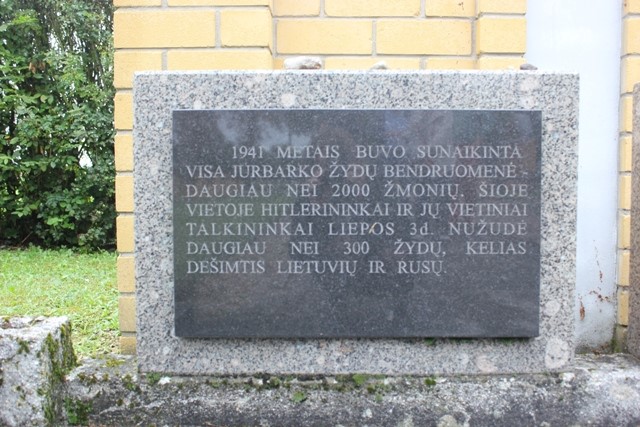 1941 METAIS BUVO SUNAIKINTA
VISA JURBARKO ŽYDŲ BENDRUOMENĖ -
DAUGIAU NEI 2000 ŽMONIŲ. ŠIOJE
VIETOJE HITLERININKAI IR JŲ VIETINIAI
TALKININKAI LIEPOS 3d. NUŽUDĖ
DAUGIAU NEI 300 ŽYDŲ, KELIAS
DEŠIMTIS LIETUVIŲ IR RUSŲ.